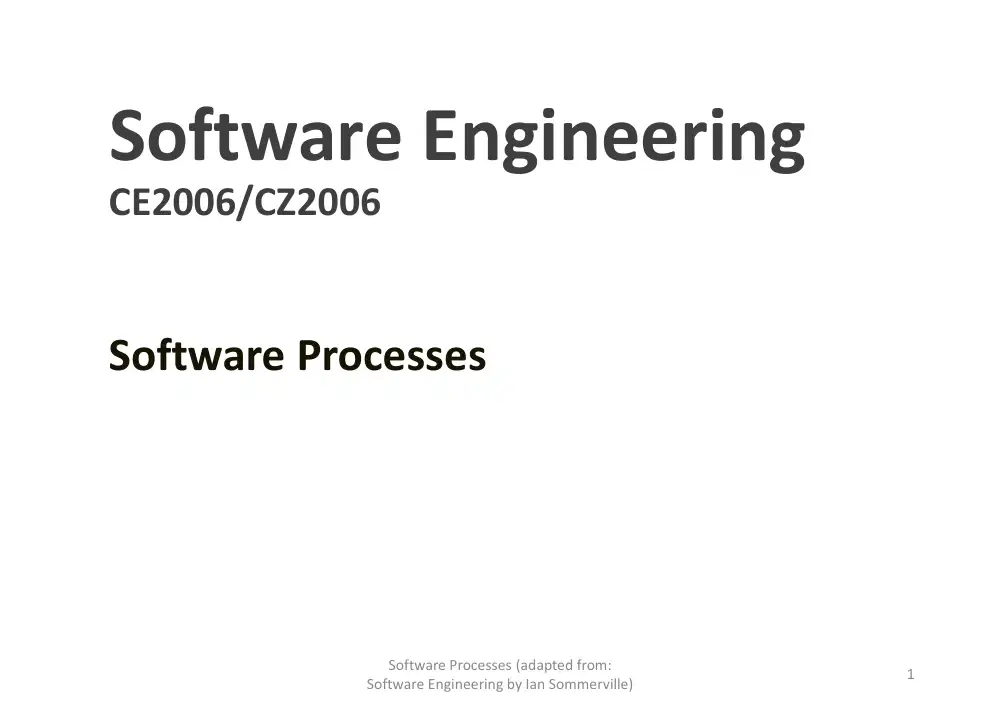 Software Engineering
CE2006/CZ2006
Software Processes
Software Processes (adapted from:
Software Engineering by Ian Sommerville)
1